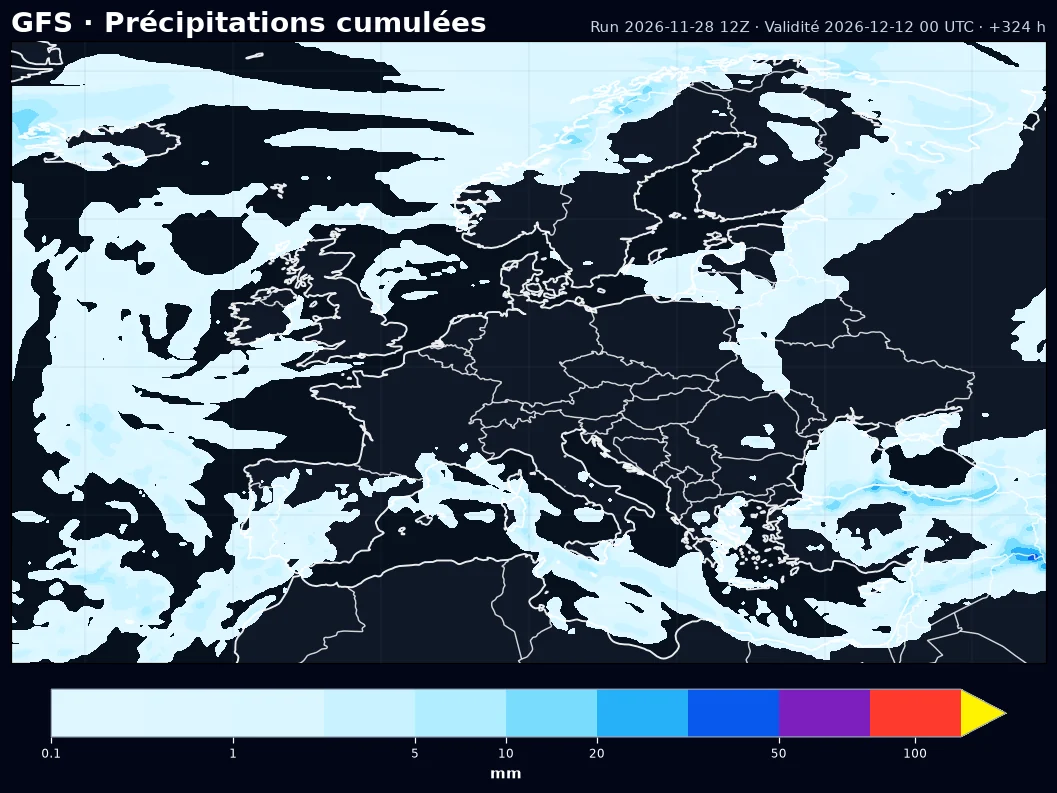 GFS · Précipitations cumulées
Run 2026-11-28 12Z · Validité 2026-12-12 00 UTC · +324 h
0.1 1 5 10 20 50 100
mm